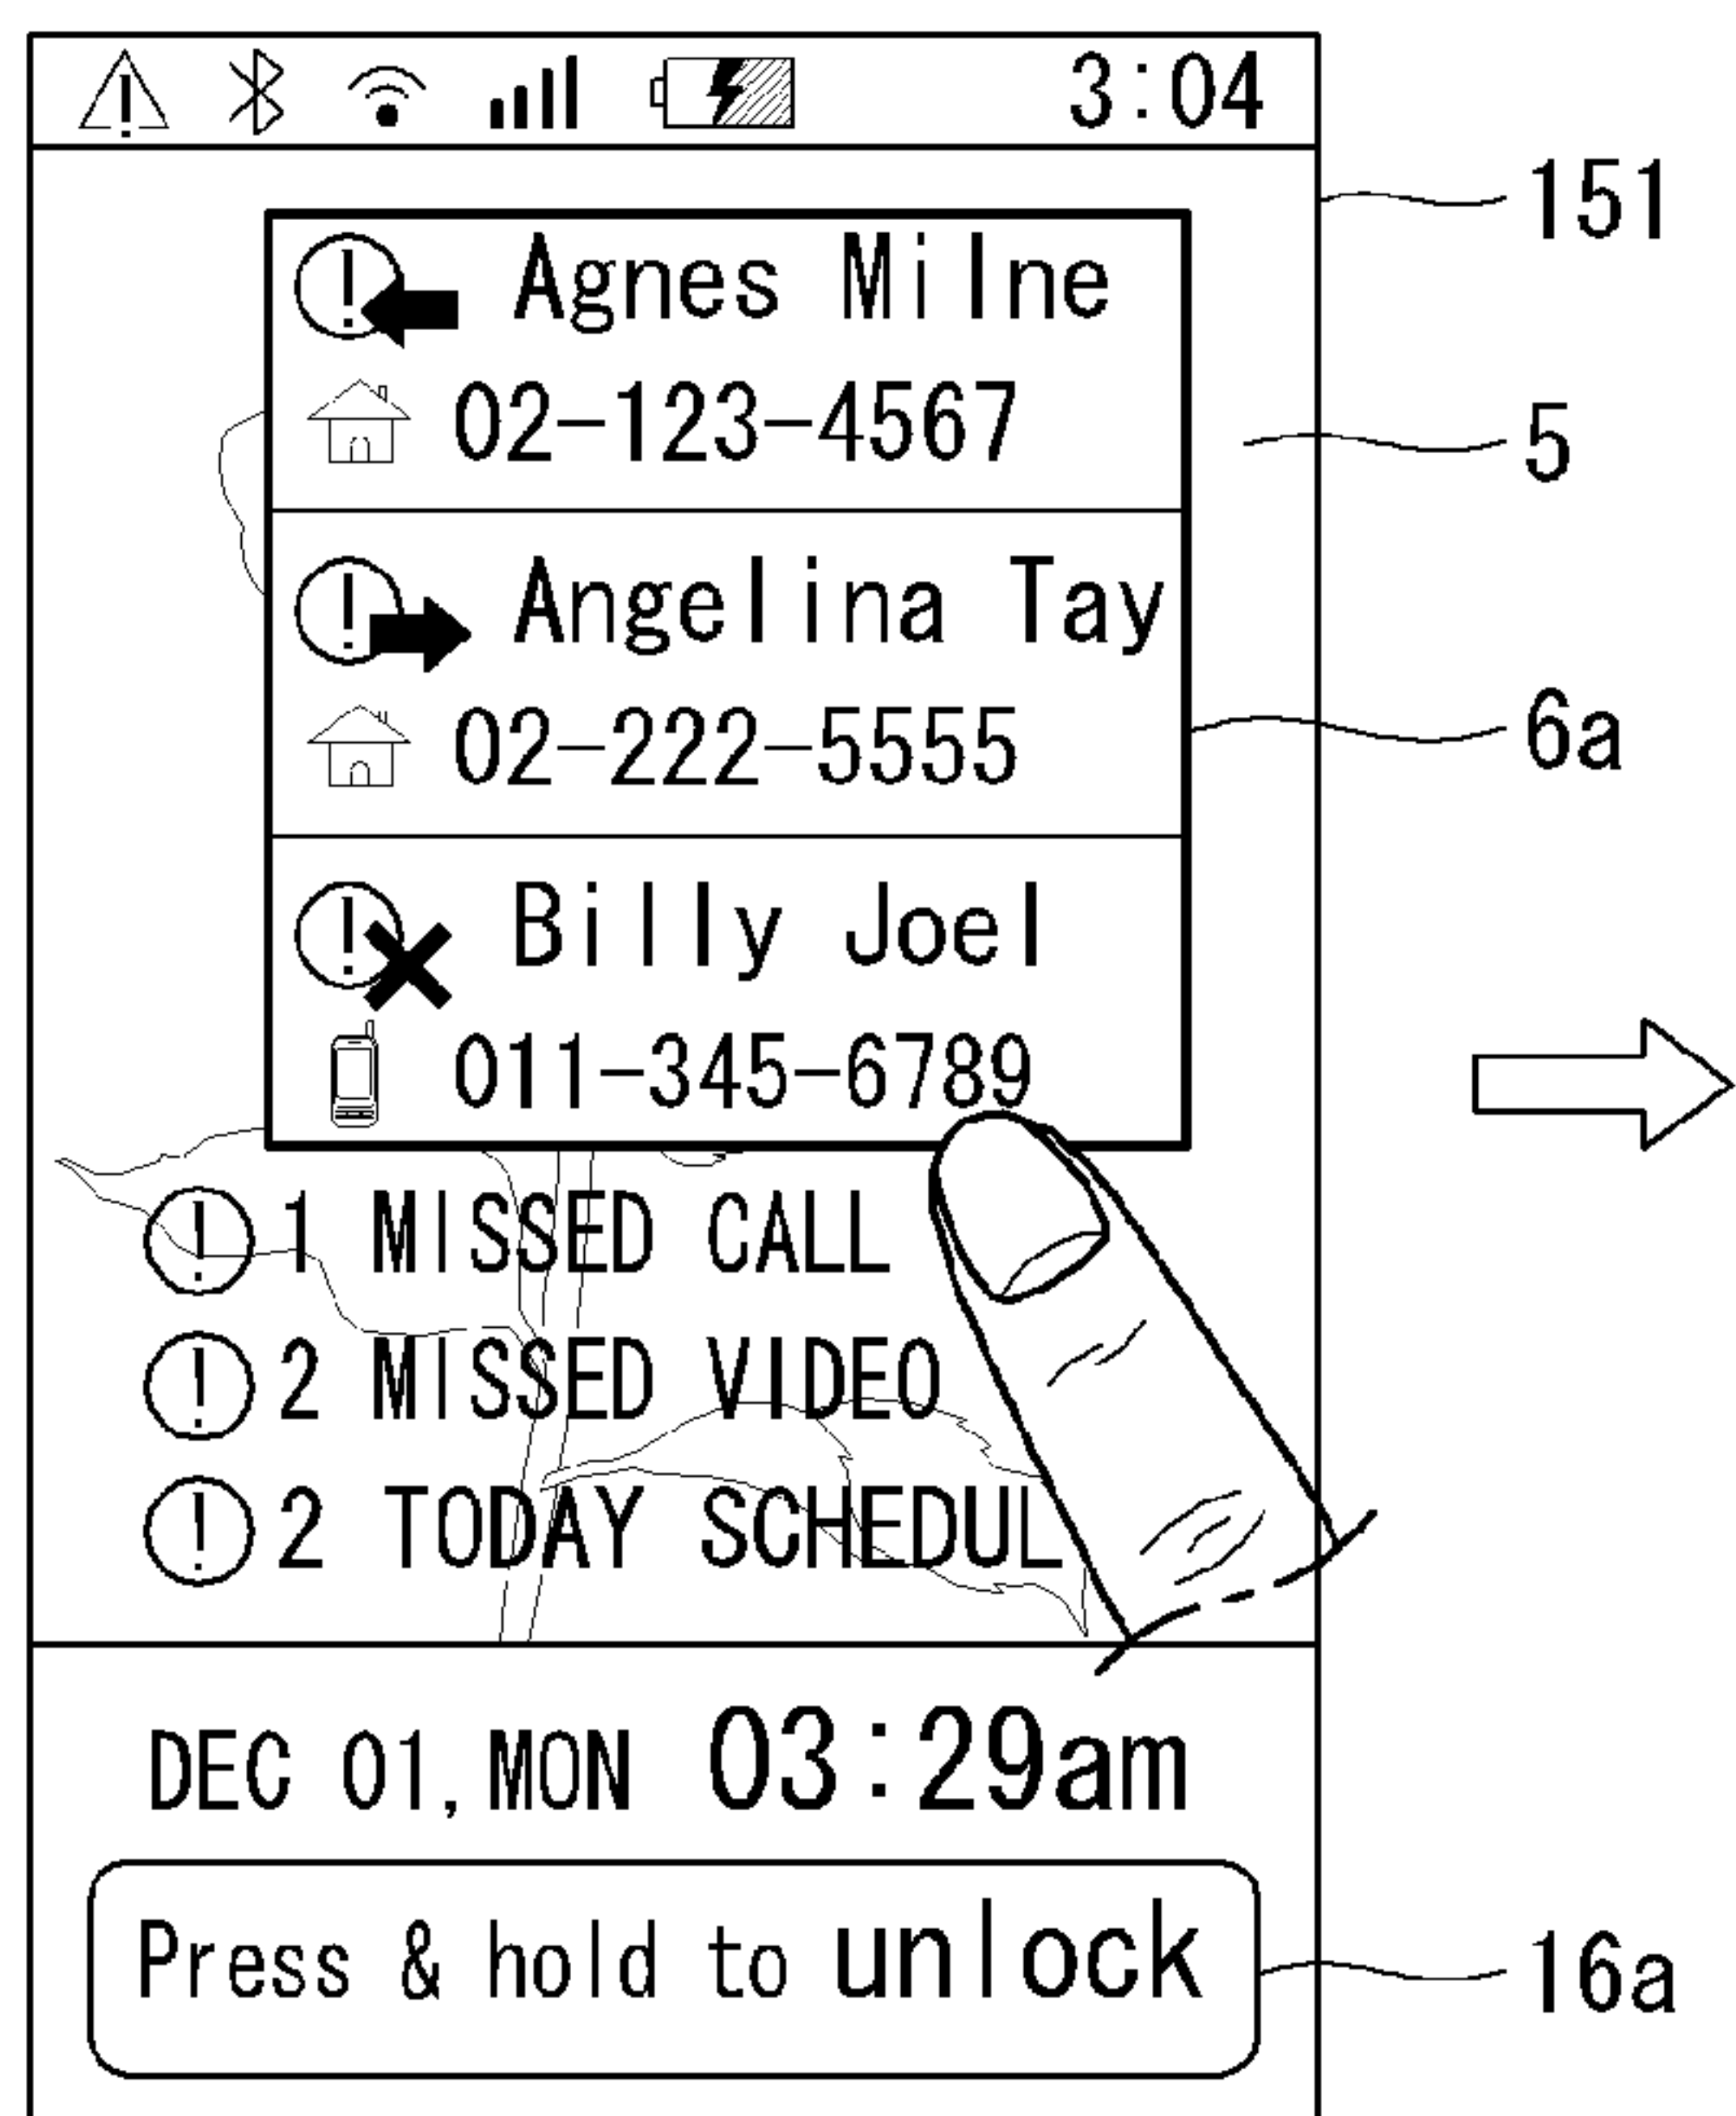 3:04
151
Agnes Milne
02-123-4567
5
Angelina Tay
02-222-5555
6a
Billy Joel
011-345-6789
1 MISSED CALL
2 MISSED VIDEO
2 TODAY SCHEDUL
DEC 01, MON 03:29am
Press & hold to unlock
16a